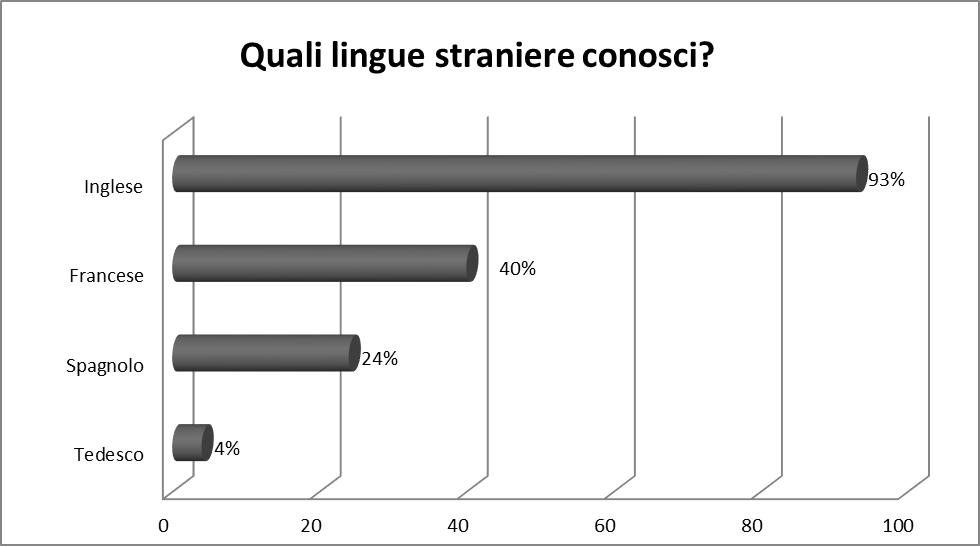 Quali lingue straniere conosci?
Inglese
93%
Francese
40%
Spagnolo
24%
Tedesco
4%
0 20 40 60 80 100